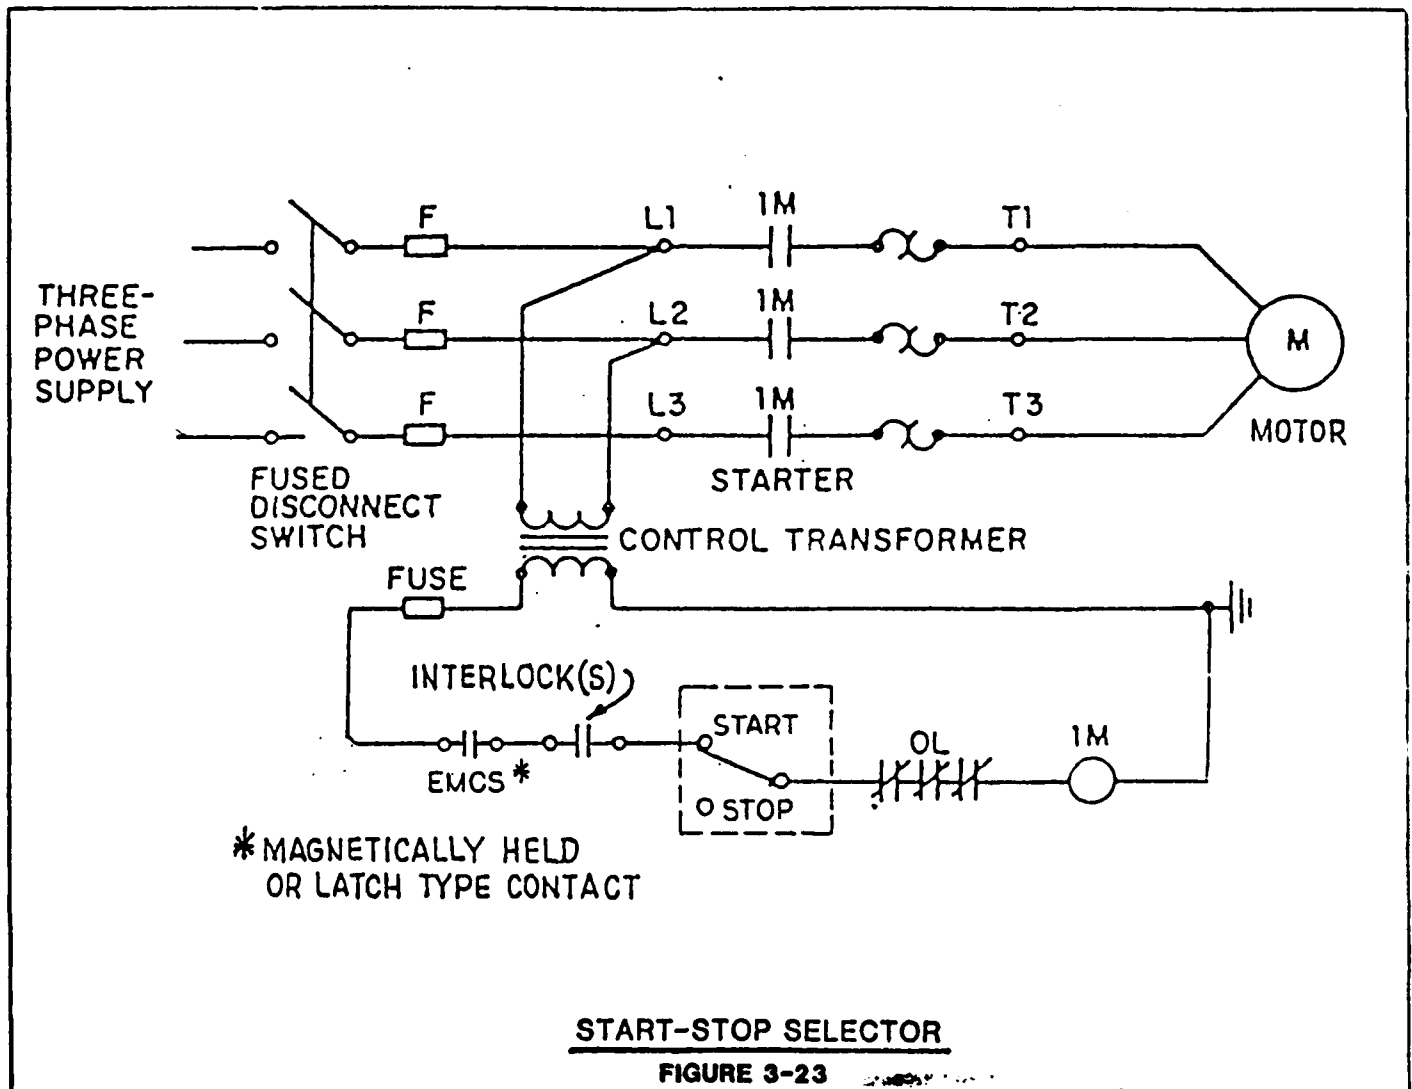 1M
L1
T1
F
1M
THREE-
PHASE
POWER
SUPPLY
F
L2
T2
M
1M
F
L3
T3
MOTOR
FUSED
DISCONNECT
SWITCH
STARTER
CONTROL TRANSFORMER
FUSE
INTERLOCK(S)
START
OL
1M
EMCS *
STOP
* MAGNETICALLY HELD
OR LATCH TYPE CONTACT
START-STOP SELECTOR
FIGURE 3-23